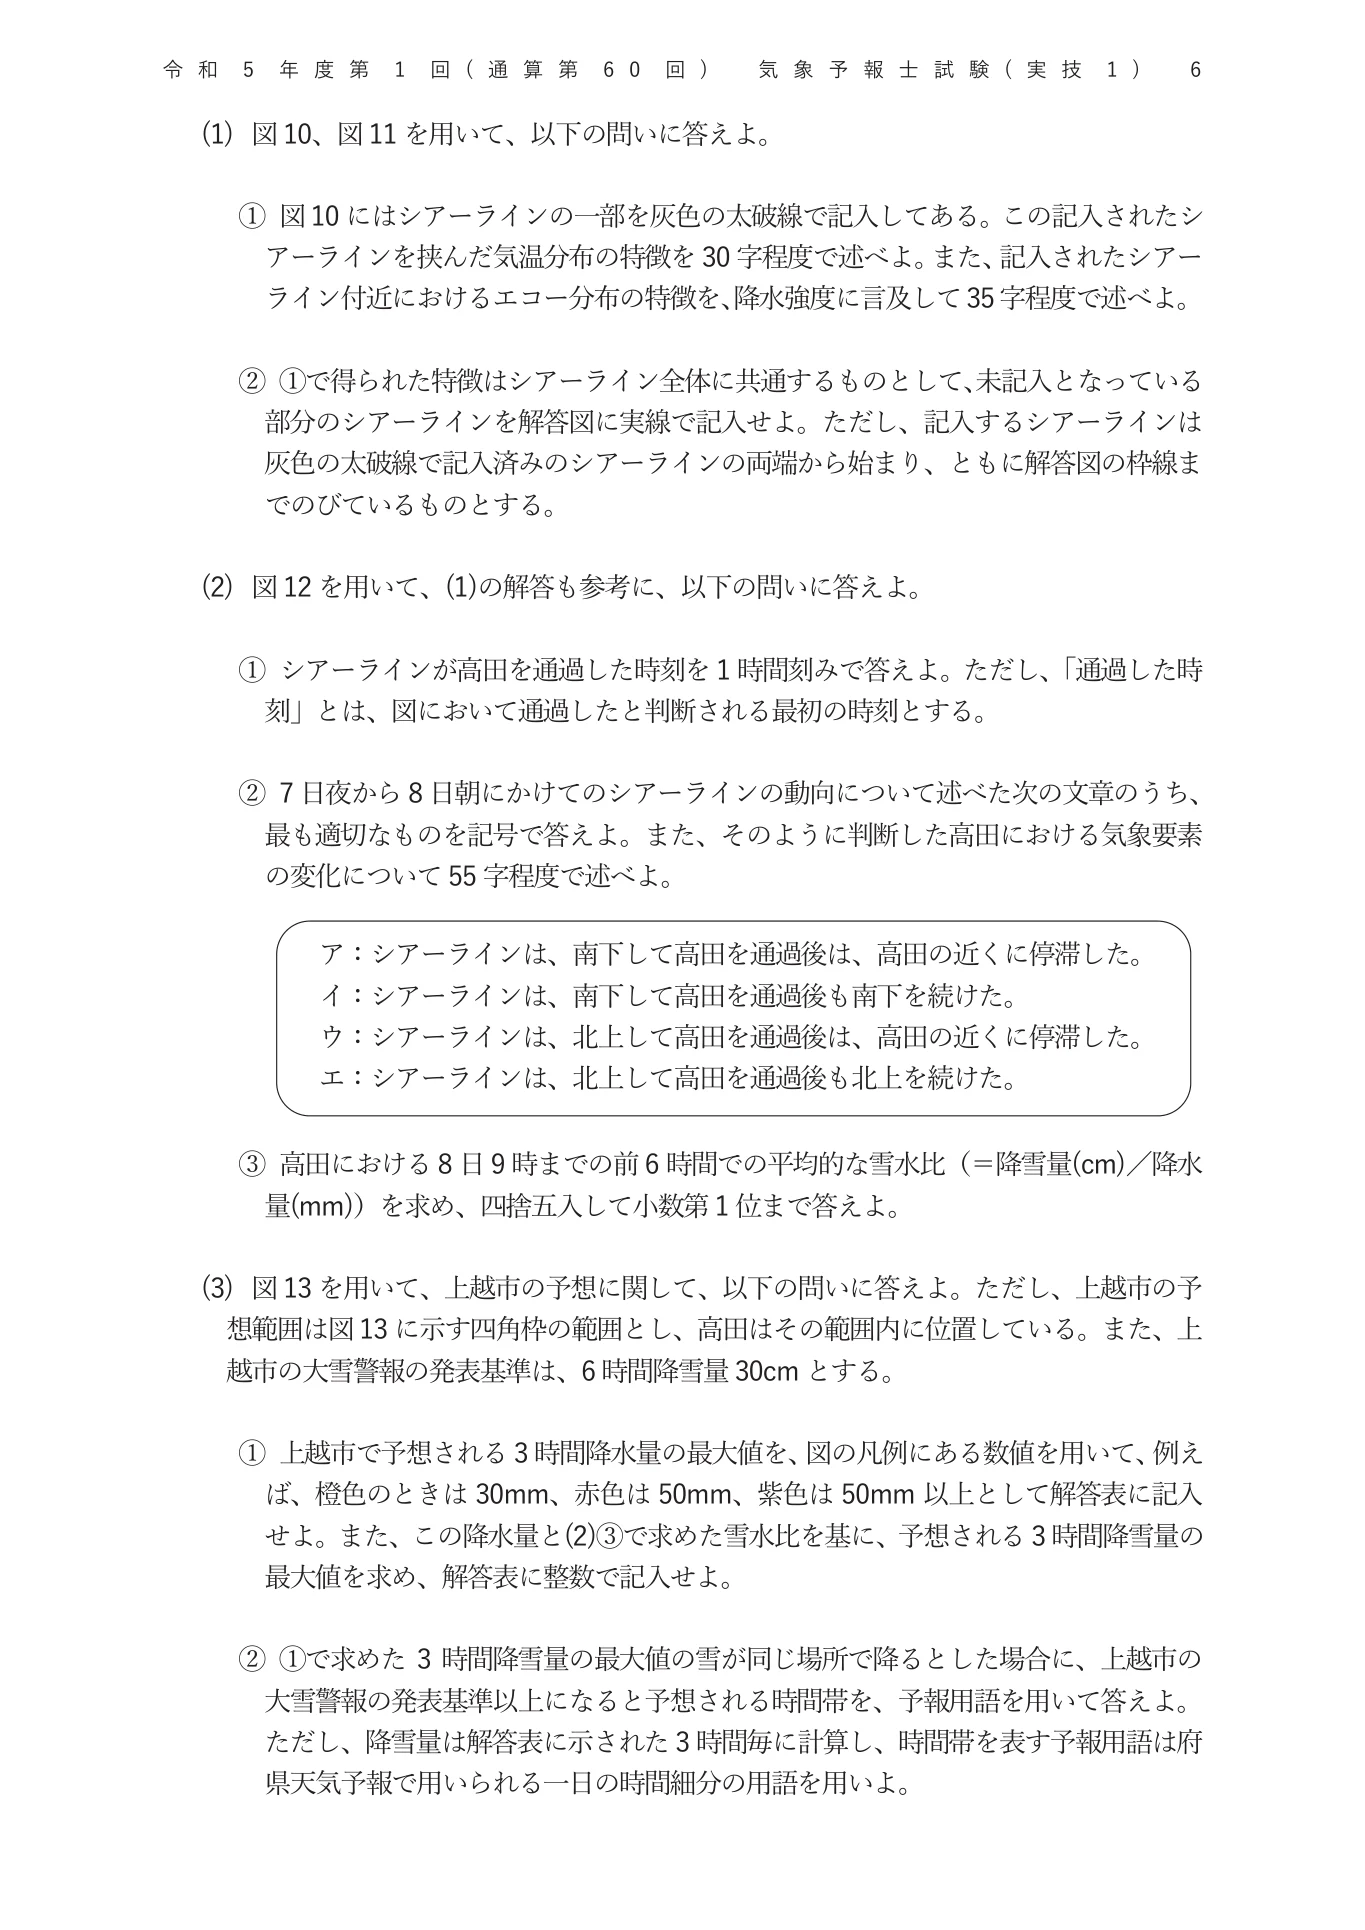 令和5年度第1回(通算第60回) 気象予報士試験(実技1) 6
(1) 図10、図11を用いて、以下の問いに答えよ。
① 図10にはシアーラインの一部を灰色の太破線で記入してある。この記入されたシ
アーラインを挟んだ気温分布の特徴を30字程度で述べよ。また、記入されたシアー
ライン付近におけるエコー分布の特徴を、降水強度に言及して35字程度で述べよ。
② ①で得られた特徴はシアーライン全体に共通するものとして、未記入となっている
部分のシアーラインを解答図に実線で記入せよ。ただし、記入するシアーラインは
灰色の太破線で記入済みのシアーラインの両端から始まり、ともに解答図の枠線ま
でのびているものとする。
(2) 図12を用いて、(1)の解答も参考に、以下の問いに答えよ。
① シアーラインが高田を通過した時刻を1時間刻みで答えよ。ただし、「通過した時
刻」とは、図において通過したと判断される最初の時刻とする。
② 7日夜から8日朝にかけてのシアーラインの動向について述べた次の文章のうち、
最も適切なものを記号で答えよ。また、そのように判断した高田における気象要素
の変化について55字程度で述べよ。
ア：シアーラインは、南下して高田を通過後は、高田の近くに停滞した。
イ：シアーラインは、南下して高田を通過後も南下を続けた。
ウ：シアーラインは、北上して高田を通過後は、高田の近くに停滞した。
エ：シアーラインは、北上して高田を通過後も北上を続けた。
③ 高田における8日9時までの前6時間での平均的な雪水比（＝降雪量(cm)／降水
量(mm)）を求め、四捨五入して小数第1位まで答えよ。
(3) 図13を用いて、上越市の予想に関して、以下の問いに答えよ。ただし、上越市の予
想範囲は図13に示す四角枠の範囲とし、高田はその範囲内に位置している。また、上
越市の大雪警報の発表基準は、6時間降雪量30cmとする。
① 上越市で予想される3時間降水量の最大値を、図の凡例にある数値を用いて、例え
ば、橙色のときは30mm、赤色は50mm、紫色は50mm以上として解答表に記入
せよ。また、この降水量と(2)③で求めた雪水比を基に、予想される3時間降雪量の
最大値を求め、解答表に整数で記入せよ。
② ①で求めた3時間降雪量の最大値の雪が同じ場所で降るとした場合に、上越市の
大雪警報の発表基準以上になると予想される時間帯を、予報用語を用いて答えよ。
ただし、降雪量は解答表に示された3時間毎に計算し、時間帯を表す予報用語は府
県天気予報で用いられる一日の時間細分の用語を用いよ。